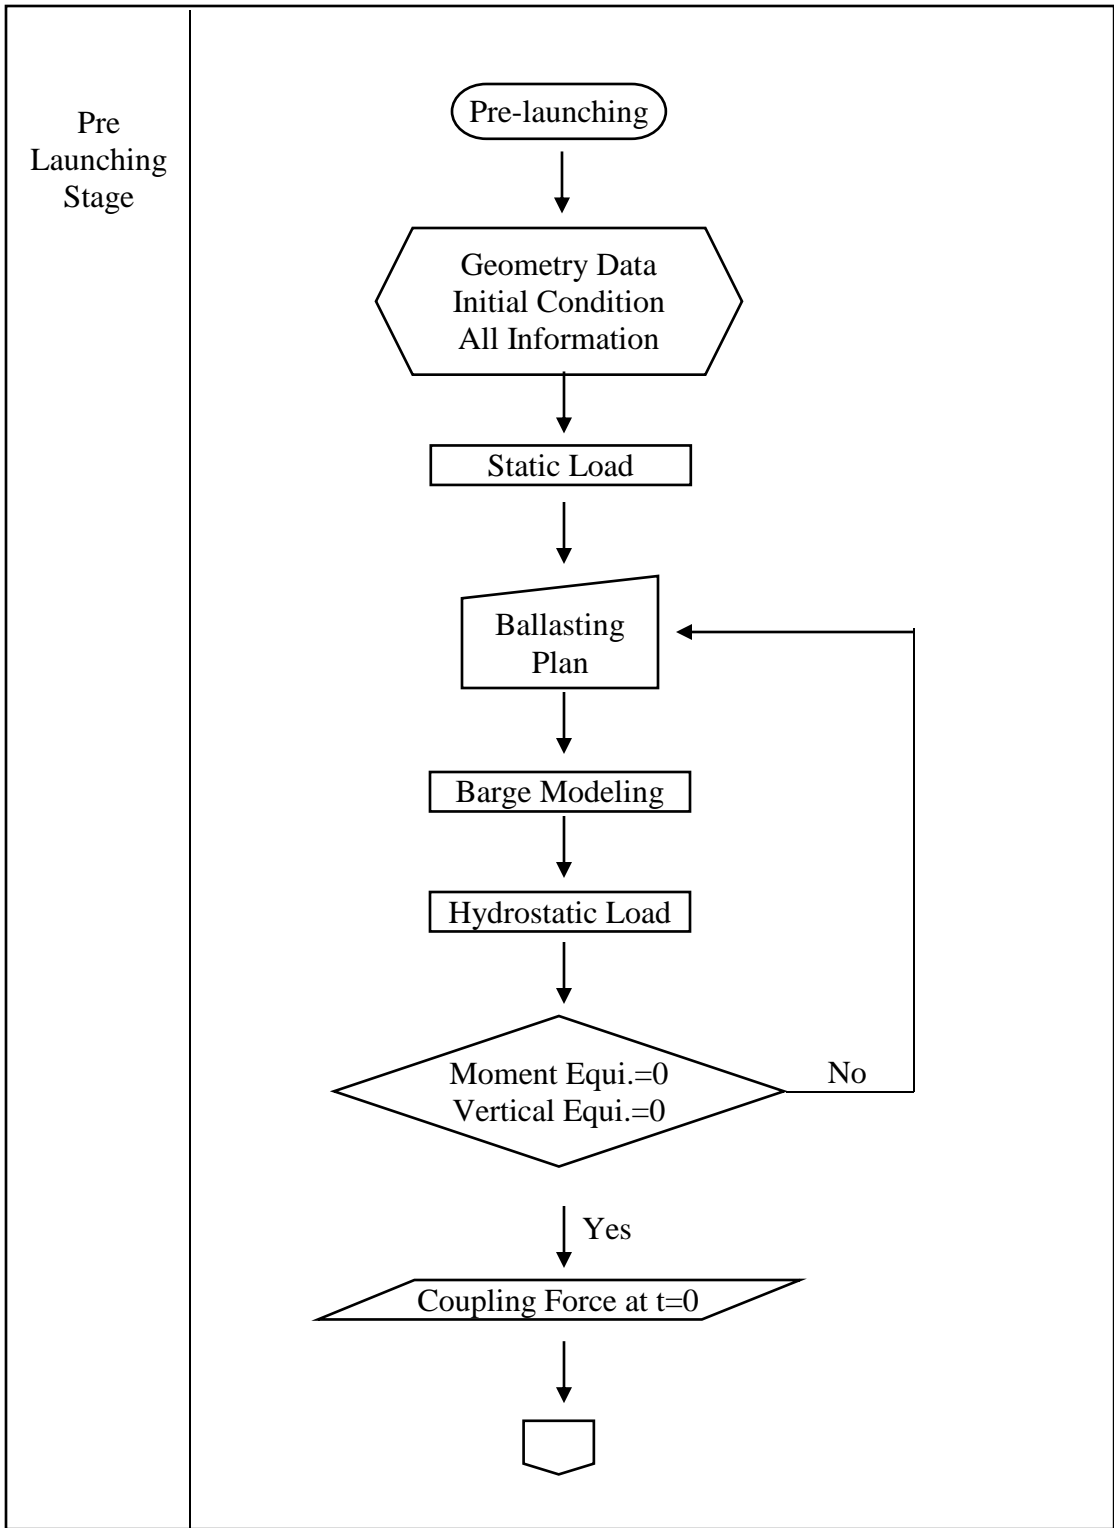 Pre
Launching
Stage
Pre-launching
Geometry Data
Initial Condition
All Information
Static Load
Ballasting
Plan
Barge Modeling
Hydrostatic Load
Moment Equi.=0
Vertical Equi.=0
No
Yes
Coupling Force at t=0